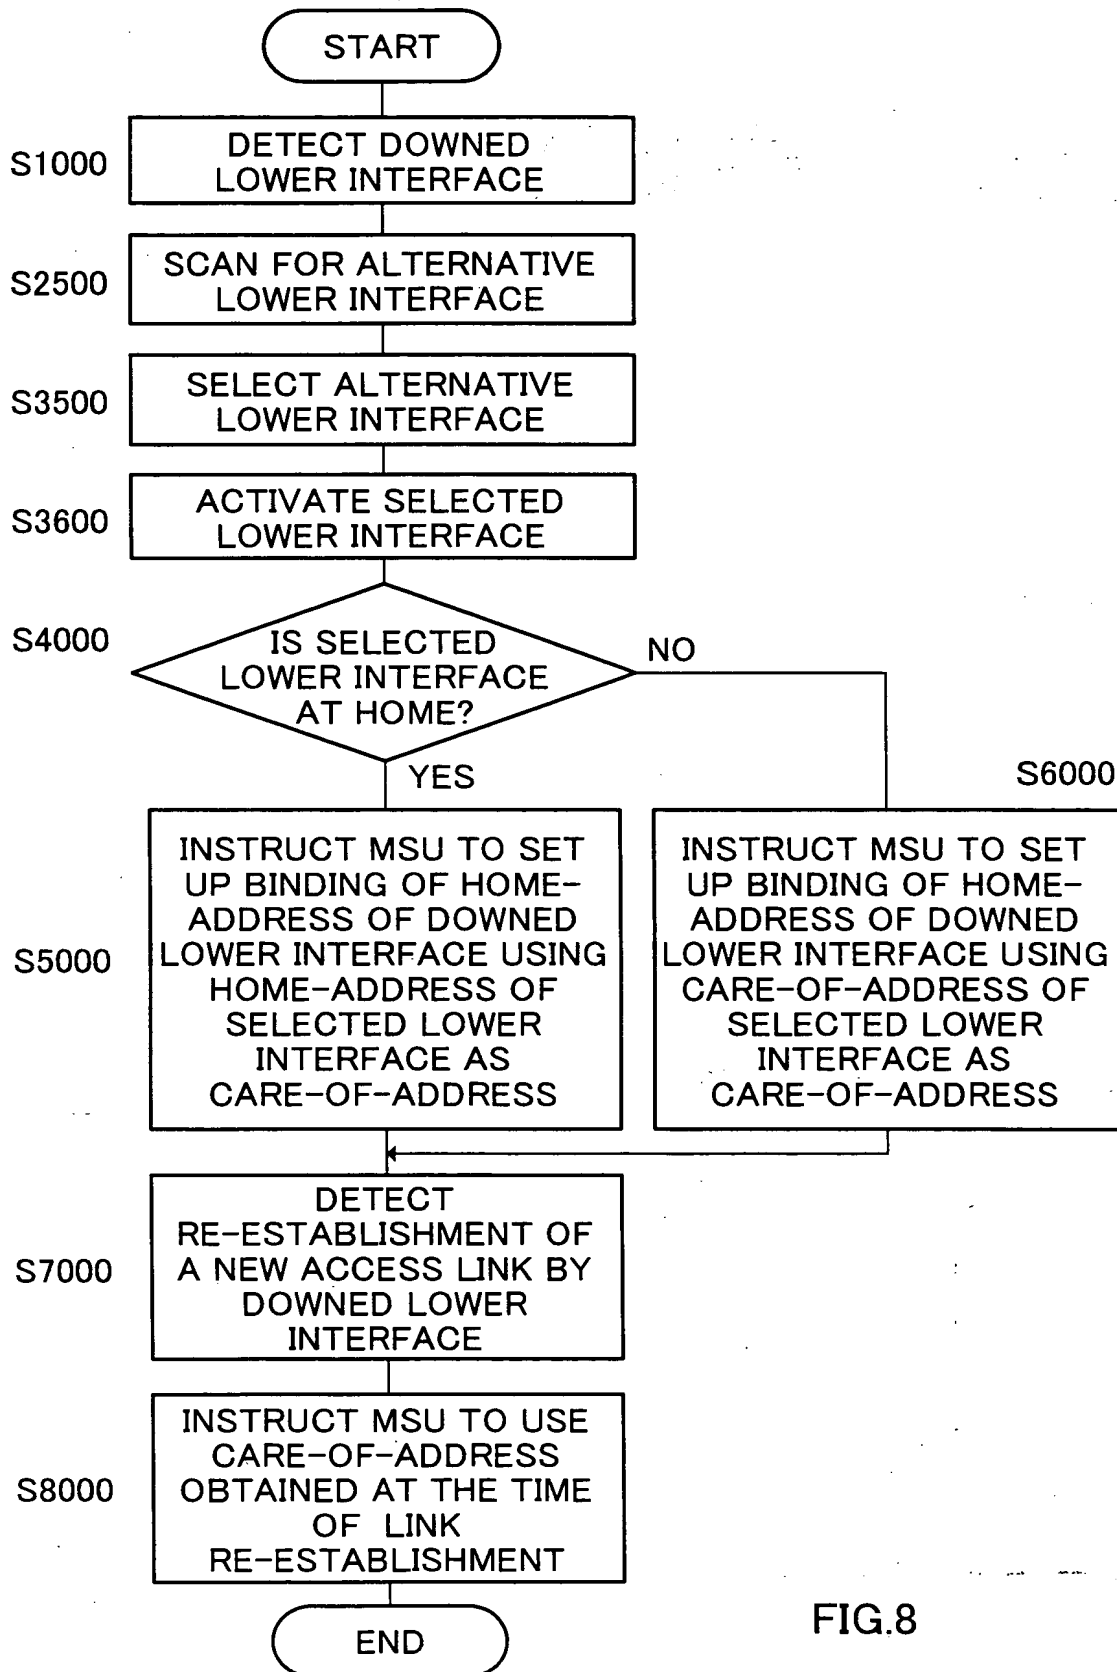 START
S1000
DETECT DOWNED
LOWER INTERFACE
S2500
SCAN FOR ALTERNATIVE
LOWER INTERFACE
S3500
SELECT ALTERNATIVE
LOWER INTERFACE
S3600
ACTIVATE SELECTED
LOWER INTERFACE
S4000
IS SELECTED
LOWER INTERFACE
AT HOME?
NO
YES
S5000
INSTRUCT MSU TO SET
UP BINDING OF HOME-
ADDRESS OF DOWNED
LOWER INTERFACE USING
HOME-ADDRESS OF
SELECTED LOWER
INTERFACE AS
CARE-OF-ADDRESS
S6000
INSTRUCT MSU TO SET
UP BINDING OF HOME-
ADDRESS OF DOWNED
LOWER INTERFACE USING
CARE-OF-ADDRESS OF
SELECTED LOWER
INTERFACE AS
CARE-OF-ADDRESS
S7000
DETECT
RE-ESTABLISHMENT OF
A NEW ACCESS LINK BY
DOWNED LOWER
INTERFACE
S8000
INSTRUCT MSU TO USE
CARE-OF-ADDRESS
OBTAINED AT THE TIME
OF LINK
RE-ESTABLISHMENT
END
FIG.8